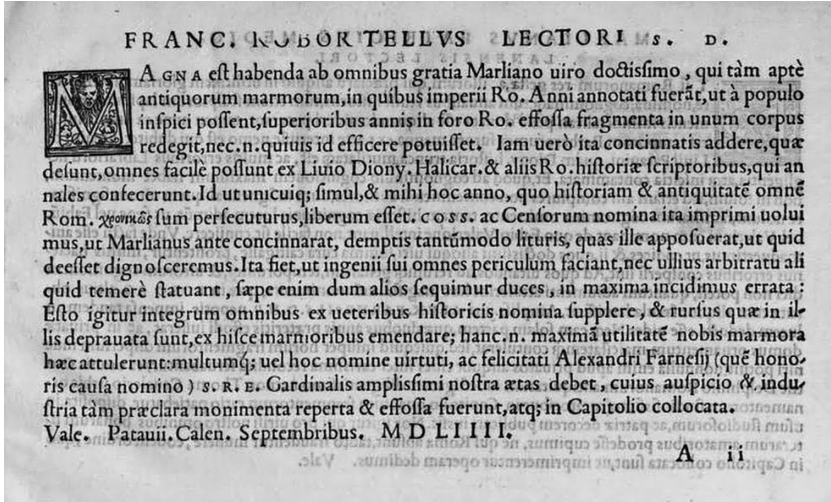 FRANC. ROBORTELLVS LECTORI S. D.
MAGNA est habenda ab omnibus gratia Marliano uiro doctissimo, qui tàm aptè
antiquorum marmorum, in quibus imperii Rō. Anni annotati fuerãt, ut à populo
inspici possent, superioribus annis in foro Ro. effossa fragmenta in unum corpus
redegit, nec. n. quiuis id efficere potuisset. Iam uerò ita concinnatis addere, quæ
desunt, omnes facilè possunt ex Liuio Diony. Halicar. & aliis Ro. historiæ scriptoribus, qui an
nales confecerunt. Id ut unicuiq; simul, & mihi hoc anno, quo historiam & antiquitatē omnē
Rom. χρονικῶς sum persecuturus, liberum esset. COSS. ac Censorum nomina ita imprimi uolui
mus, ut Marlianus ante concinnarat, demptis tantūmodo lituris, quas ille apposuerat, ut quid
deesset dignosceremus. Ita fiet, ut ingenii sui omnes periculum faciant, nec ullius arbitratu ali
quid temerè statuant, sæpe enim dum alios sequimur duces, in maxima incidimus errata:
Esto igitur integrum omnibus ex ueteribus historicis nomina supplere, & rursus quæ in il-
lis deprauata sunt, ex hisce marmoribus emendare; hanc. n. maximã utilitatē nobis marmora
hæc attulerunt: multumq́; uel hoc nomine uirtuti, ac felicitati Alexandri Farnesij (quē hono-
ris causa nomino) S. R. E. Cardinalis amplissimi nostra ætas debet, cuius auspicio & indu-
stria tàm præclara monimenta reperta & effossa fuerunt, atq; in Capitolio collocata.
Vale. Patauii. Calen. Septembribus. MDLIIII.
A ii